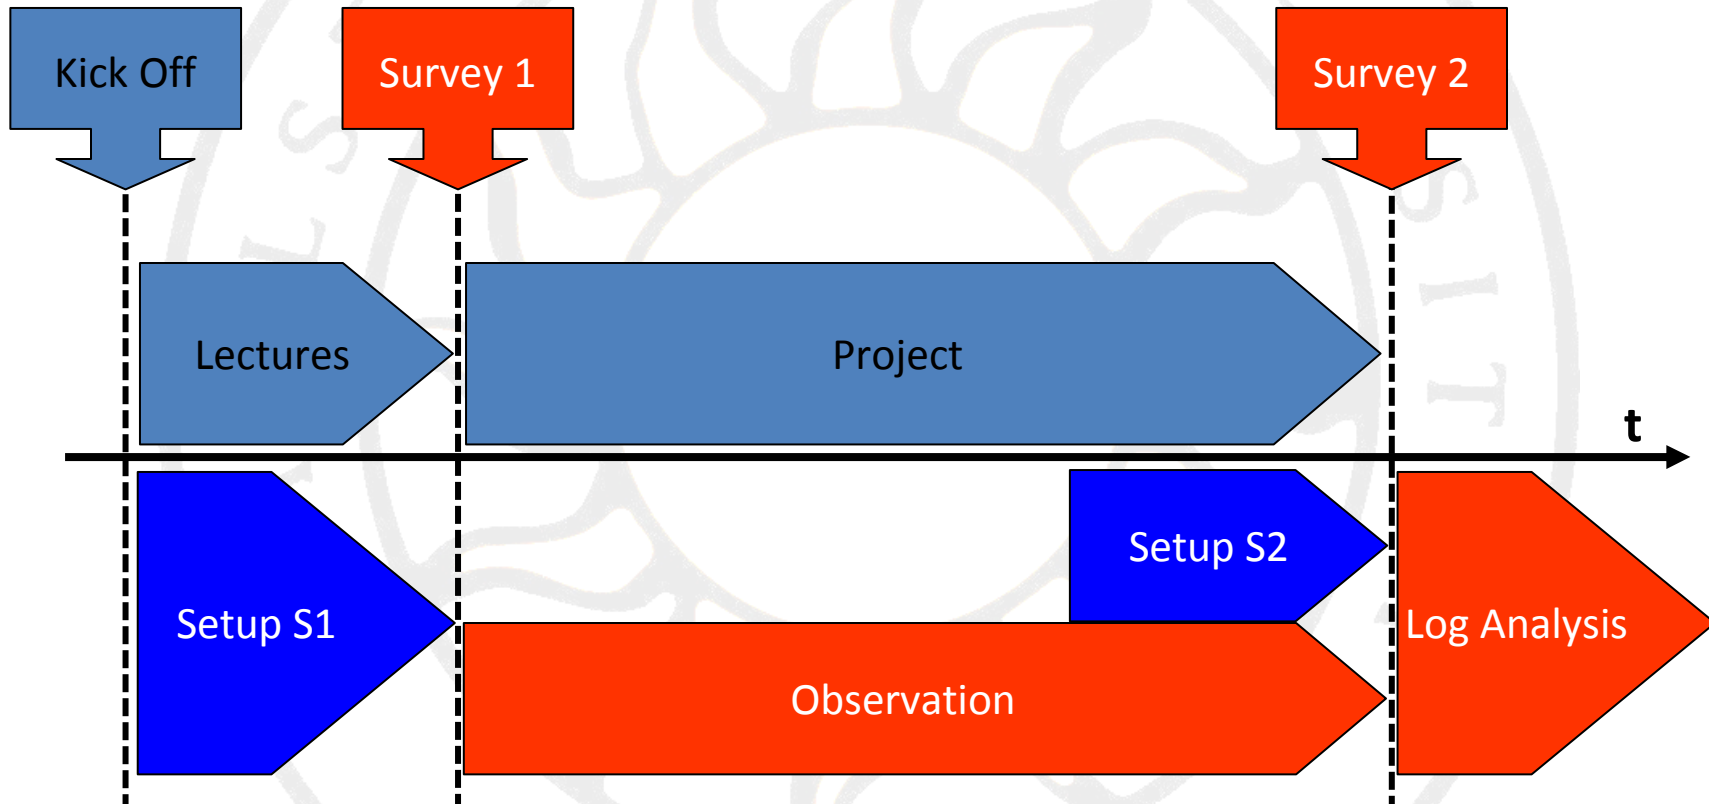 Kick Off
Survey 1
Survey 2
Lectures
Project
t
Setup S1
Setup S2
Observation
Log Analysis
L S
S I T